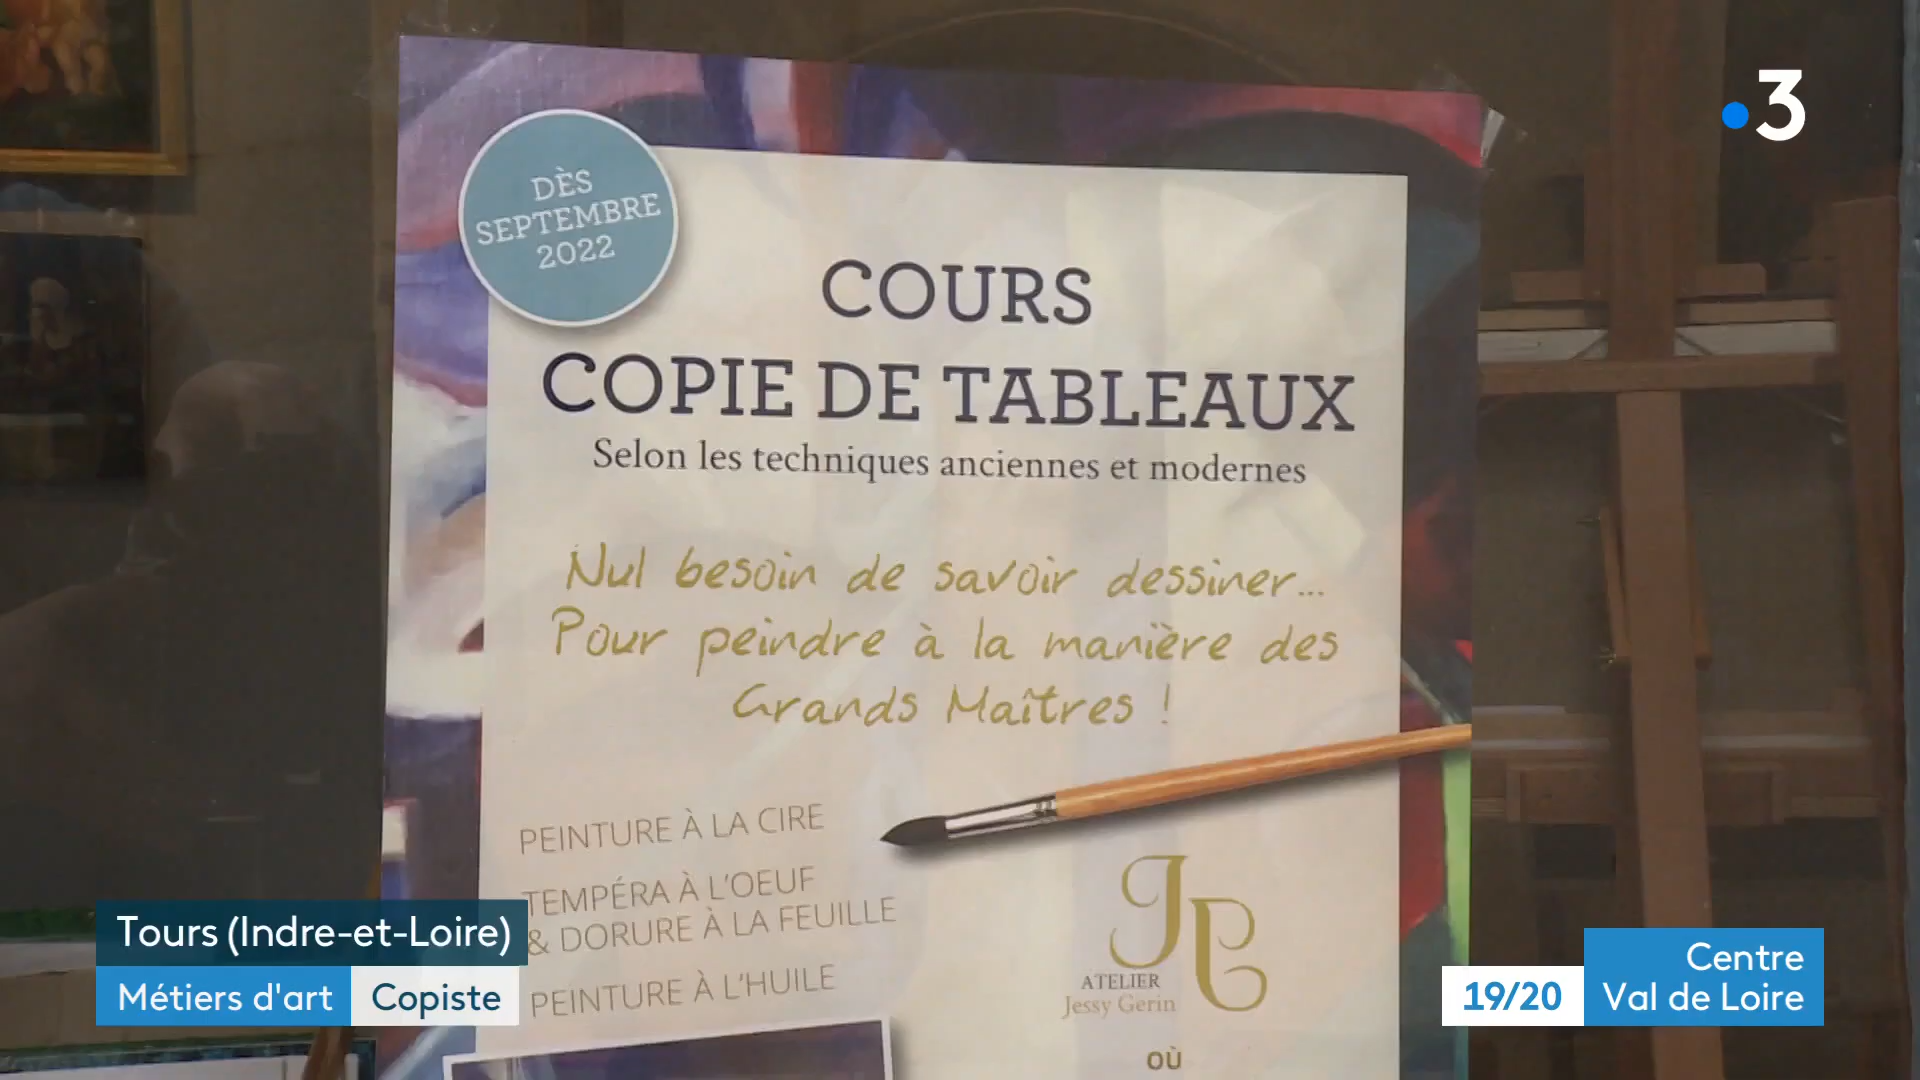 3
DÈS
SEPTEMBRE
2022
COURS
COPIE DE TABLEAUX
Selon les techniques anciennes et modernes
Nul besoin de savoir dessiner...
Pour peindre à la manière des
Grands Maîtres !
PEINTURE À LA CIRE
TEMPÉRA À L'OEUF
& DORURE À LA FEUILLE
PEINTURE À L'HUILE
ATELIER
Jessy Gerin
OÙ
Tours (Indre-et-Loire)
Métiers d'art Copiste
19/20
Centre
Val de Loire